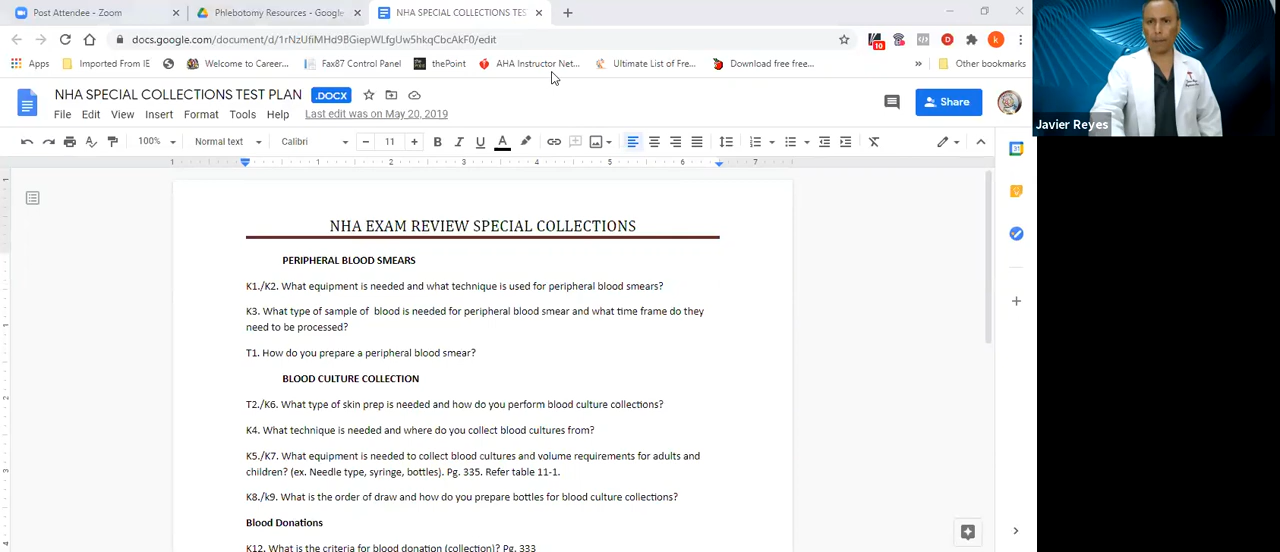 Post Attendee - Zoom
Phlebotomy Resources - Google
NHA SPECIAL COLLECTIONS TES
docs.google.com/document/d/1rNzUfiMHd9BGiepWLfgUw5hkqCbcAkF0/edit
10
k
Apps
Imported From IE
Welcome to Career...
Fax87 Control Panel
thePoint
AHA Instructor Net...
Ultimate List of Fre...
Download free free...
Other bookmarks
NHA SPECIAL COLLECTIONS TEST PLAN
.DOCX
Share
File Edit View Insert Format Tools Help
Last edit was on May 20, 2019
100% Normal text Calibri 11 B I U A
1 1 2 3 4 5 6 7
NHA EXAM REVIEW SPECIAL COLLECTIONS
PERIPHERAL BLOOD SMEARS
K1./K2. What equipment is needed and what technique is used for peripheral blood smears?
K3. What type of sample of blood is needed for peripheral blood smear and what time frame do they
need to be processed?
T1. How do you prepare a peripheral blood smear?
BLOOD CULTURE COLLECTION
T2./K6. What type of skin prep is needed and how do you perform blood culture collections?
K4. What technique is needed and where do you collect blood cultures from?
K5./K7. What equipment is needed to collect blood cultures and volume requirements for adults and
children? (ex. Needle type, syringe, bottles). Pg. 335. Refer table 11-1.
K8./k9. What is the order of draw and how do you prepare bottles for blood culture collections?
Blood Donations
K12. What is the criteria for blood donation (collection)? Pg. 333
Javier Reyes